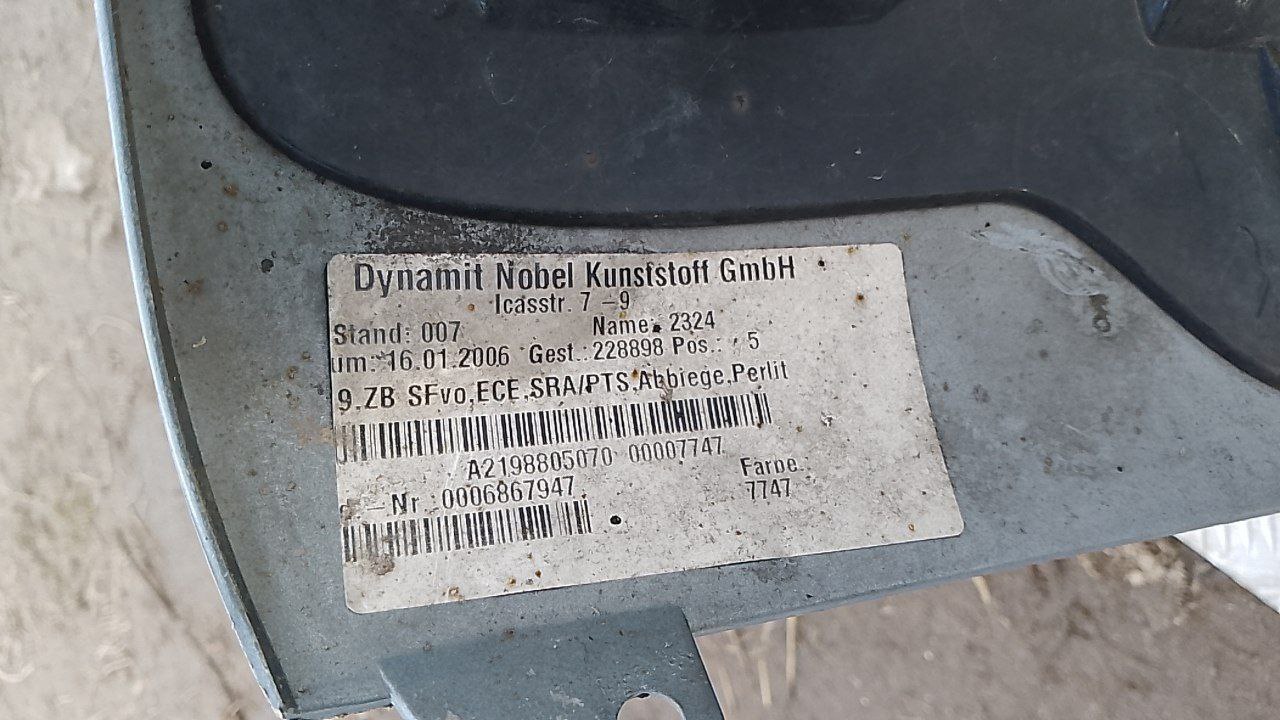 Dynamit Nobel Kunststoff GmbH
Icasstr. 7-9
Stand: 007 Name: 2324
um: 16.01.2006 Gest.: 228898 Pos.: 5
9.ZB SFvo,ECE,SRA/PTS,Abbiege,Perlit
A2198805070 00007747
Farbe:
-Nr 0006867947
7747